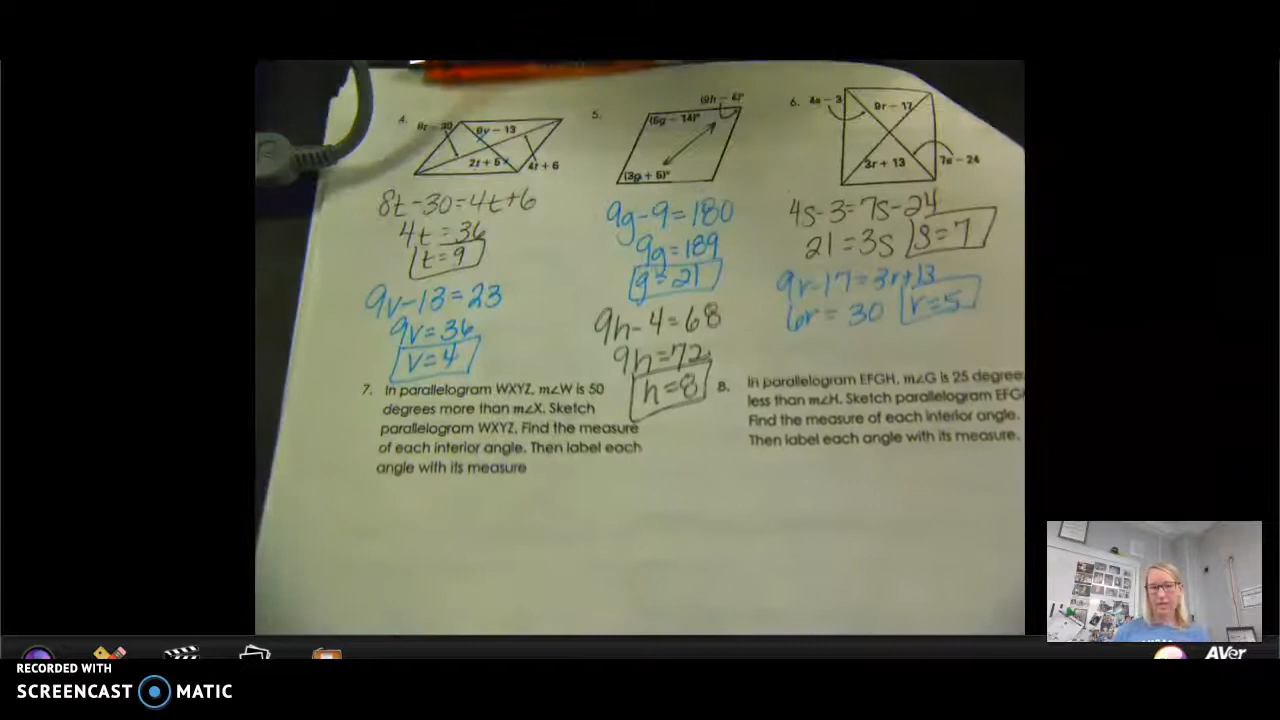 4. 8t - 30 9v - 13
2t + 5 4t + 6
8t-30=4t+6
4t=36
t=9
9v-13=23
9v=36
v=4
5. (9h - 4)°
(6g - 14)°
(3g + 5)°
9g-9=180
9g=189
g=21
9h-4=68
9h=72
h=8
6. 4s - 3 9r - 17
3r + 13 7s - 24
4s-3=7s-24
21=3s s=7
9r-17=3r+13
6r=30 r=5
7. In parallelogram WXYZ, m∠W is 50
degrees more than m∠X. Sketch
parallelogram WXYZ. Find the measure
of each interior angle. Then label each
angle with its measure
8. In parallelogram EFGH, m∠G is 25 degree
less than m∠H. Sketch parallelogram EFG
Find the measure of each interior angle.
Then label each angle with its measure.
AVer
RECORDED WITH
SCREENCAST MATIC